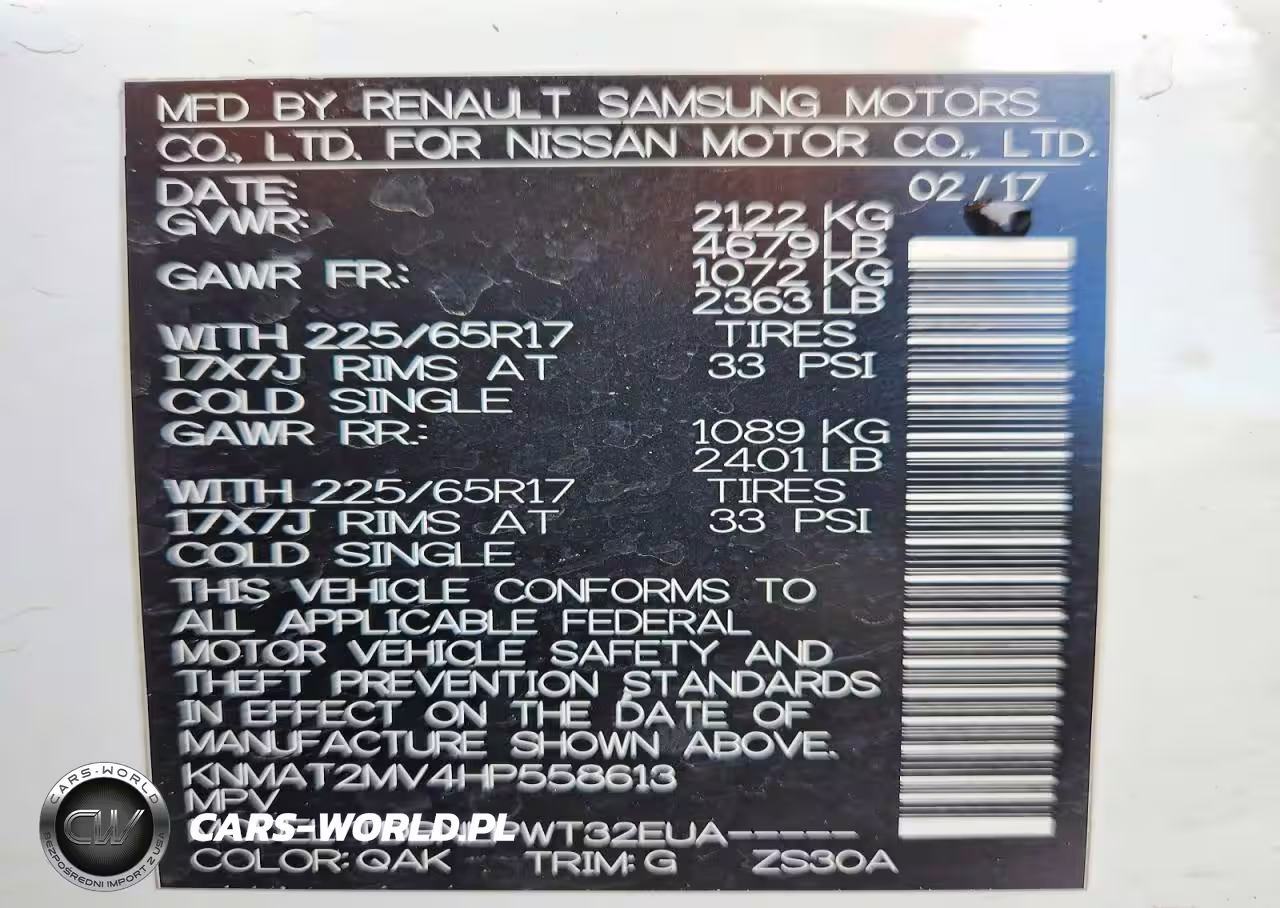 MFD BY RENAULT SAMSUNG MOTORS
CO., LTD. FOR NISSAN MOTOR CO., LTD.
DATE: 02/17
GVWR: 2122 KG
4679 LB
GAWR FR.: 1072 KG
2363 LB
WITH 225/65R17 TIRES
17X7J RIMS AT 33 PSI
COLD SINGLE
GAWR RR.: 1089 KG
2401 LB
WITH 225/65R17 TIRES
17X7J RIMS AT 33 PSI
COLD SINGLE
THIS VEHICLE CONFORMS TO
ALL APPLICABLE FEDERAL
MOTOR VEHICLE SAFETY AND
THEFT PREVENTION STANDARDS
IN EFFECT ON THE DATE OF
MANUFACTURE SHOWN ABOVE.
KNMAT2MV4HP558613
MPV
PWT32EUA-----
COLOR: QAK TRIM: G ZS30A
CARS-WORLD
CW
BEZPOŚREDNI IMPORT Z USA
CARS-WORLD.PL